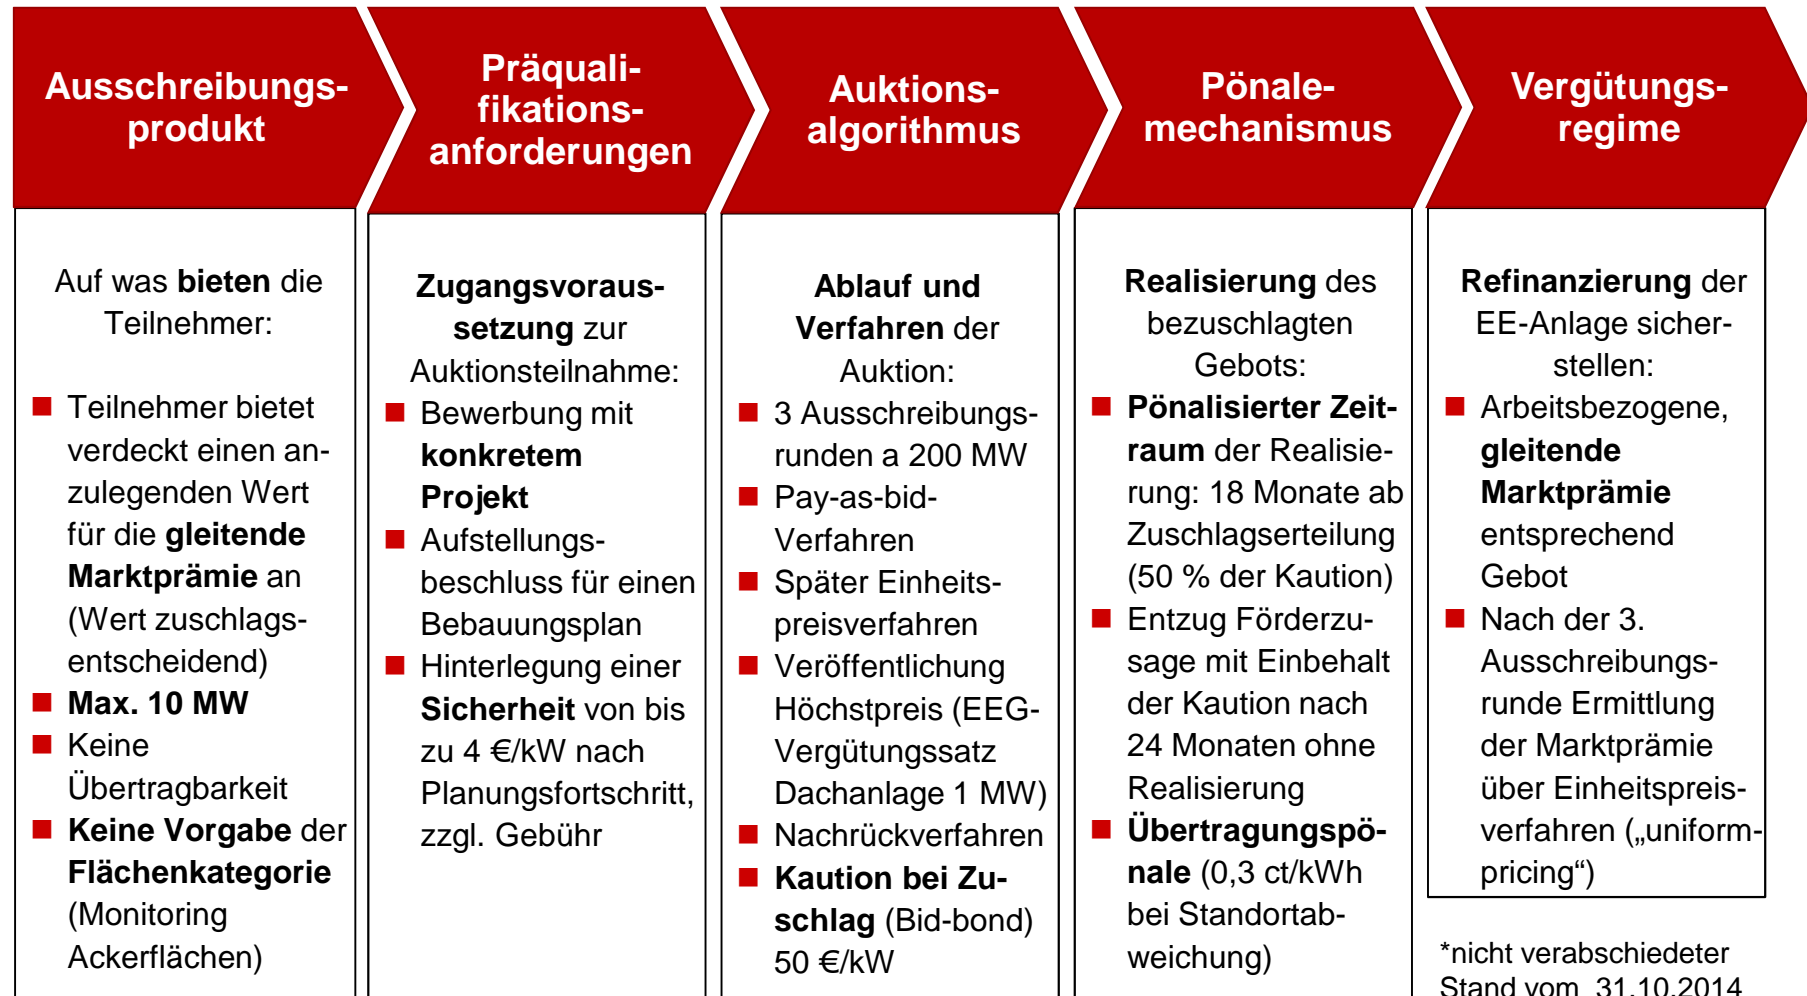 Ausschreibungs-
produkt
Auf was bieten die
Teilnehmer:
Teilnehmer bietet
verdeckt einen an-
zulegenden Wert
für die gleitende
Marktprämie an
(Wert zuschlags-
entscheidend)
Max. 10 MW
Keine
Übertragbarkeit
Keine Vorgabe der
Flächenkategorie
(Monitoring
Ackerflächen)
Präquali-
fikations-
anforderungen
Zugangsvoraus-
setzung zur
Auktionsteilnahme:
Bewerbung mit
konkretem
Projekt
Aufstellungs-
beschluss für einen
Bebauungsplan
Hinterlegung einer
Sicherheit von bis
zu 4 €/kW nach
Planungsfortschritt,
zzgl. Gebühr
Auktions-
algorithmus
Ablauf und
Verfahren der
Auktion:
3 Ausschreibungs-
runden a 200 MW
Pay-as-bid-
Verfahren
Später Einheits-
preisverfahren
Veröffentlichung
Höchstpreis (EEG-
Vergütungssatz
Dachanlage 1 MW)
Nachrückverfahren
Kaution bei Zu-
schlag (Bid-bond)
50 €/kW
Pönale-
mechanismus
Realisierung des
bezuschlagten
Gebots:
Pönalisierter Zeit-
raum der Realisie-
rung: 18 Monate ab
Zuschlagserteilung
(50 % der Kaution)
Entzug Förderzu-
sage mit Einbehalt
der Kaution nach
24 Monaten ohne
Realisierung
Übertragungspö-
nale (0,3 ct/kWh
bei Standortab-
weichung)
Vergütungs-
regime
Refinanzierung der
EE-Anlage sicher-
stellen:
Arbeitsbezogene,
gleitende
Marktprämie
entsprechend
Gebot
Nach der 3.
Ausschreibungs-
runde Ermittlung
der Marktprämie
über Einheitspreis-
verfahren („uniform-
pricing“)
*nicht verabschiedeter
Stand vom 31.10.2014